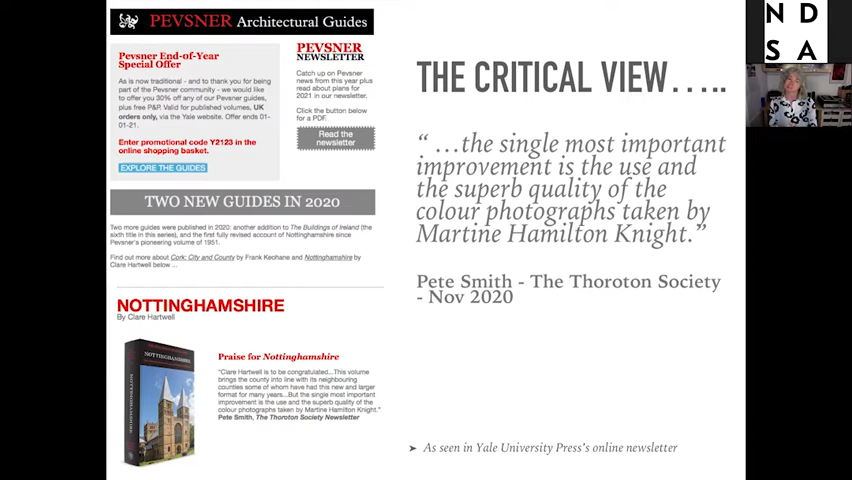 PEVSNER Architectural Guides
Pevsner End-of-Year
Special Offer
As is now traditional - and to thank you for being
part of the Pevsner community - we would like
to offer you 30% off any of our Pevsner guides,
plus free P&P. Valid for published volumes, UK
orders only, via the Yale website. Offer ends 01-
01-21.
Enter promotional code Y2123 in the
online shopping basket.
EXPLORE THE GUIDES
PEVSNER
NEWSLETTER
Catch up on Pevsner
news from this year plus
read about plans for
2021 in our newsletter.
Click the button below
for a PDF.
Read the
newsletter
TWO NEW GUIDES IN 2020
Two more guides were published in 2020: another addition to The Buildings of Ireland (the
sixth title in this series), and the first fully revised account of Nottinghamshire since
Pevsner's pioneering volume of 1951.
Find out more about Cork: City and County by Frank Keohane and Nottinghamshire by
Clare Hartwell below ...
NOTTINGHAMSHIRE
By Clare Hartwell
NOTTINGHAMSHIRE
NOTTINGHAMSHIRE
Praise for Nottinghamshire
"Clare Hartwell is to be congratulated...This volume
brings the county into line with its neighbouring
counties some of whom have had this new and larger
format for many years...But the single most important
improvement is the use and the superb quality of the
colour photographs taken by Martine Hamilton Knight."
Pete Smith, The Thoroton Society Newsletter
THE CRITICAL VIEW.....
“ ...the single most important
improvement is the use and
the superb quality of the
colour photographs taken by
Martine Hamilton Knight.”
Pete Smith - The Thoroton Society
- Nov 2020
➤ As seen in Yale University Press's online newsletter
N D
S A